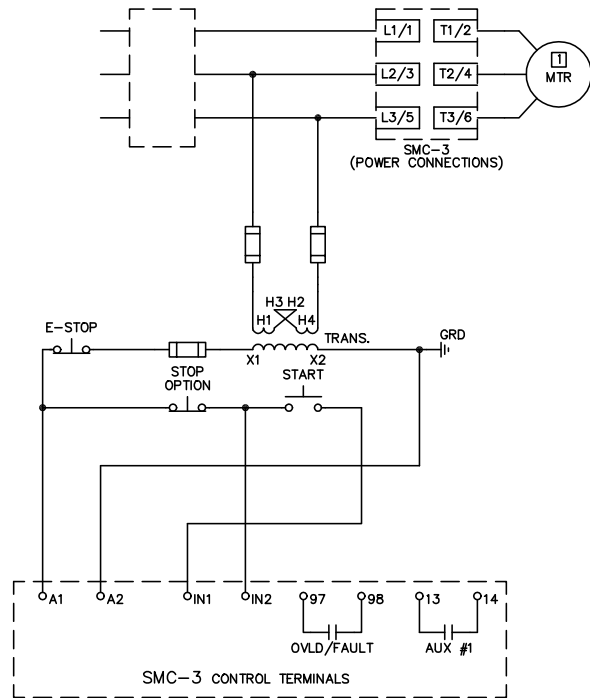 L1/1 T1/2
1
MTR
L2/3 T2/4
L3/5 T3/6
SMC-3
(POWER CONNECTIONS)
H3 H2
H1 H4
E-STOP
TRANS.
GRD
X1 X2
STOP
OPTION
START
A1 A2 IN1 IN2 97 98 13 14
OVLD/FAULT AUX #1
SMC-3 CONTROL TERMINALS